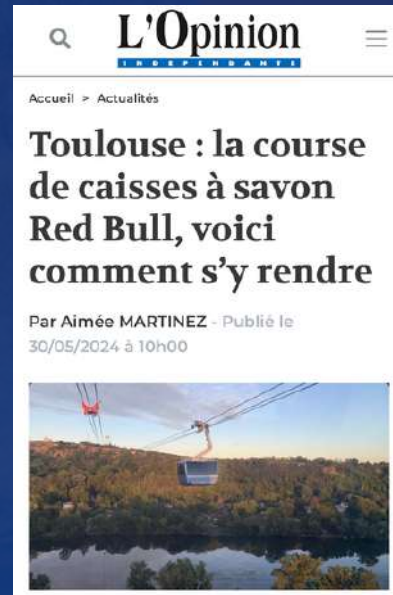 L'Opinion
INDEPENDANTE
Accueil > Actualités
Toulouse : la course
de caisses à savon
Red Bull, voici
comment s'y rendre
Par Aimée MARTINEZ - Publié le
30/05/2024 à 10h00